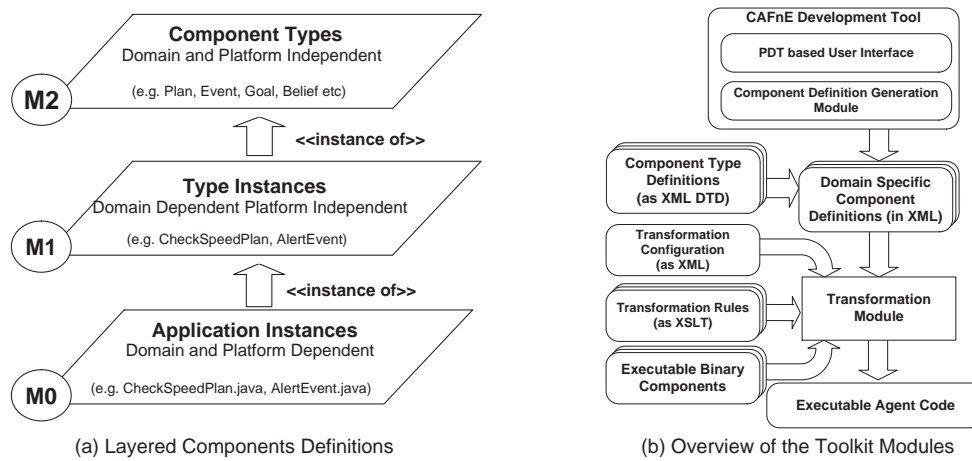 Component Types
Domain and Platform Independent
(e.g. Plan, Event, Goal, Belief etc)
M2
<<instance of>>
Type Instances
Domain Dependent Platform Independent
(e.g. CheckSpeedPlan, AlertEvent)
M1
<<instance of>>
Application Instances
Domain and Platform Dependent
(e.g. CheckSpeedPlan.java, AlertEvent.java)
M0
(a) Layered Components Definitions
CAFnE Development Tool
PDT based User Interface
Component Definition Generation
Module
Component Type
Definitions
(as XML DTD)
Domain Specific
Component
Definitions (in XML)
Transformation
Configuration
(as XML)
Transformation Rules
(as XSLT)
Transformation
Module
Executable Binary
Components
Executable Agent Code
(b) Overview of the Toolkit Modules